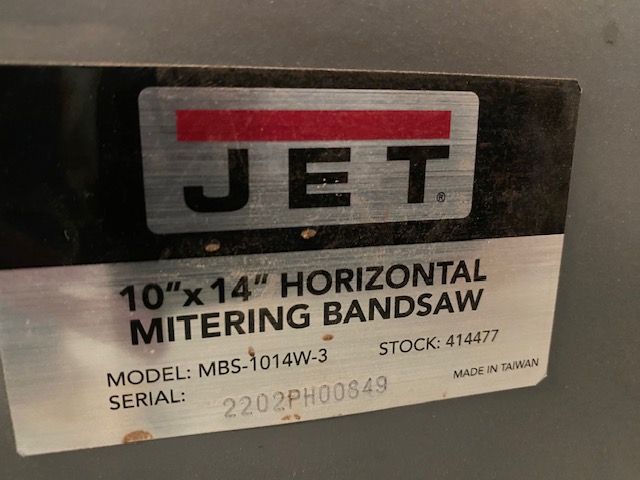 JET®
10"x14" HORIZONTAL
MITERING BANDSAW
MODEL: MBS-1014W-3 STOCK: 414477
SERIAL: 2202PH00849 MADE IN TAIWAN